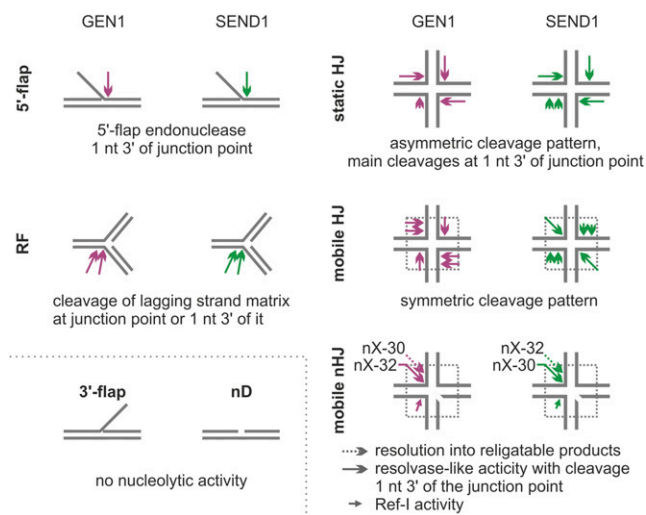 GEN1 SEND1
5'-flap
5'-flap endonuclease
1 nt 3' of junction point
RF
cleavage of lagging strand matrix
at junction point or 1 nt 3' of it
3'-flap nD
no nucleolytic activity
GEN1 SEND1
static HJ
asymmetric cleavage pattern,
main cleavages at 1 nt 3' of junction point
mobile HJ
symmetric cleavage pattern
mobile nHJ
nX-30 nX-32
nX-32 nX-30
resolution into religatable products
resolvase-like acticity with cleavage
1 nt 3' of the junction point
Ref-I activity